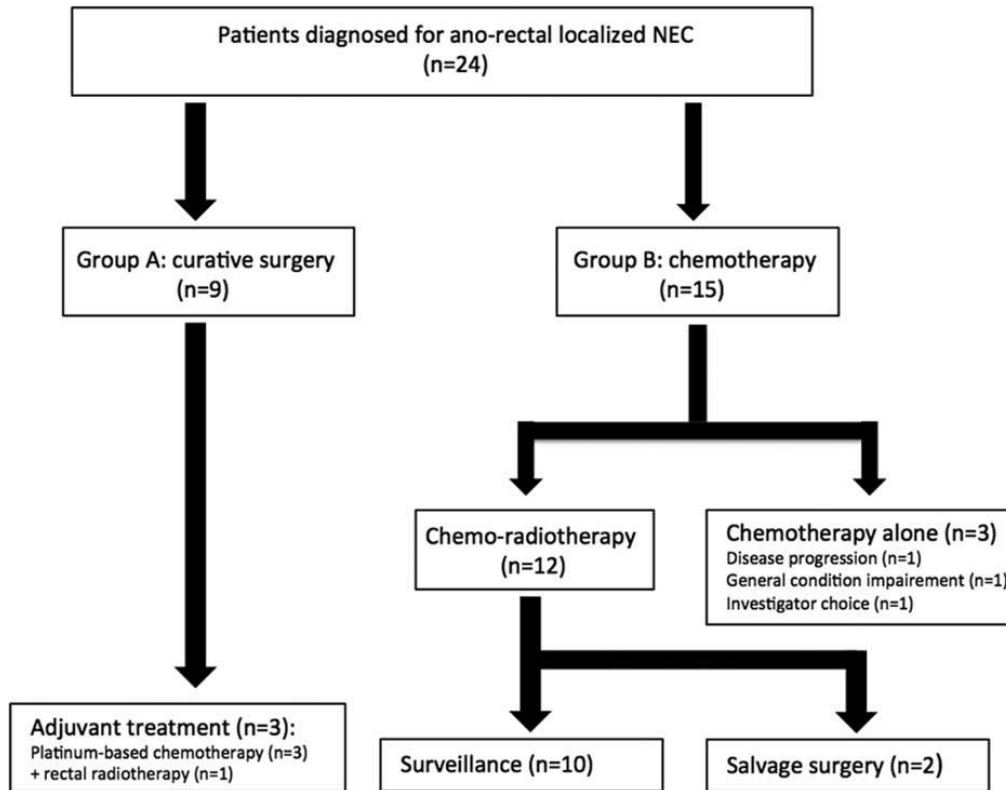 Patients diagnosed for ano-rectal localized NEC
(n=24)
Group A: curative surgery
(n=9)
Group B: chemotherapy
(n=15)
Chemo-radiotherapy
(n=12)
Chemotherapy alone (n=3)
Disease progression (n=1)
General condition impairement (n=1)
Investigator choice (n=1)
Adjuvant treatment (n=3):
Platinum-based chemotherapy (n=3)
+ rectal radiotherapy (n=1)
Surveillance (n=10)
Salvage surgery (n=2)